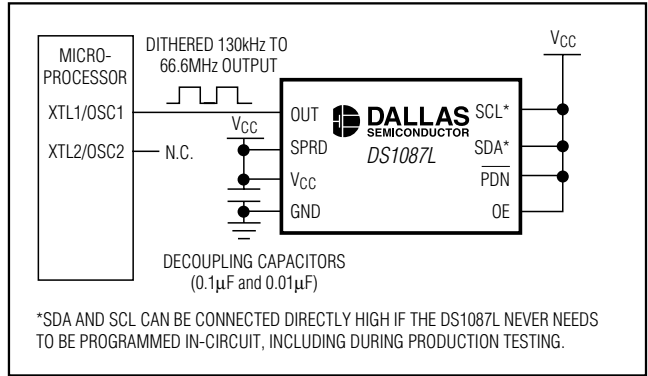 MICRO-
PROCESSOR
XTL1/OSC1
XTL2/OSC2
N.C.
DITHERED 130kHz TO
66.6MHz OUTPUT
VCC
OUT
SPRD
VCC
GND
DALLAS
SEMICONDUCTOR
DS1087L
SCL*
SDA*
PDN
OE
VCC
DECOUPLING CAPACITORS
(0.1μF and 0.01μF)
*SDA AND SCL CAN BE CONNECTED DIRECTLY HIGH IF THE DS1087L NEVER NEEDS
TO BE PROGRAMMED IN-CIRCUIT, INCLUDING DURING PRODUCTION TESTING.